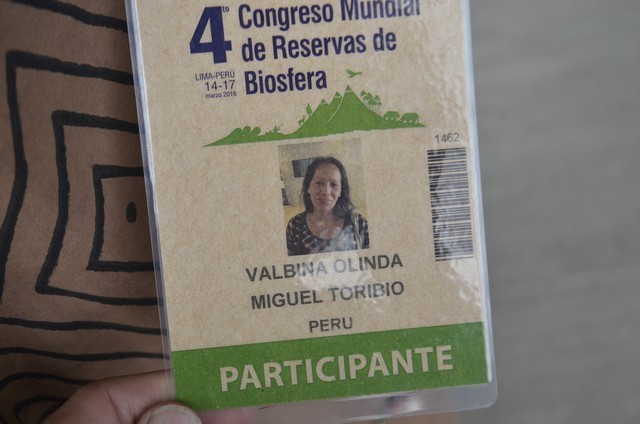 4to
Congreso Mundial
de Reservas de
Biosfera
LIMA-PERÚ
14-17
marzo.2016
1462
VALBINA OLINDA
MIGUEL TORIBIO
PERU
PARTICIPANTE